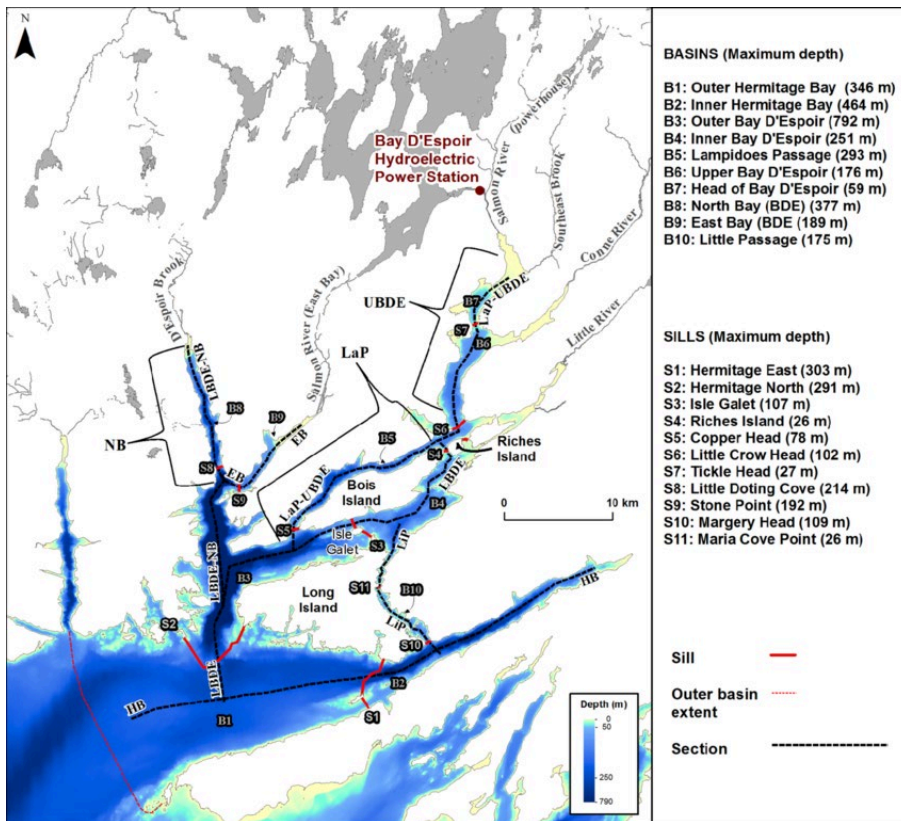 N
Bay D'Espoir
Hydroelectric
Power Station
Salmon River (powerhouse)
Southeast Brook
Conne River
Little River
D'Espoir Brook
Salmon River (East Bay)
UBDE
LaP
NB
LBDE-NB
B8
B9
EB
S8
EB
S9
B7
LaP-UBDE
S7
B6
S6
S4
Riches
Island
B5
LaP-UBDE
Bois
Island
LBDE
B4
0
10 km
S5
Isle
Galet
S3
LiP
LBDE-NB
B3
Long
Island
S11
B10
LiP
S10
HB
S2
LBDE
B2
HB
B1
S1
Depth (m)
0
50
250
790
BASINS (Maximum depth)
B1: Outer Hermitage Bay (346 m)
B2: Inner Hermitage Bay (464 m)
B3: Outer Bay D'Espoir (792 m)
B4: Inner Bay D'Espoir (251 m)
B5: Lampidoes Passage (293 m)
B6: Upper Bay D'Espoir (176 m)
B7: Head of Bay D'Espoir (59 m)
B8: North Bay (BDE) (377 m)
B9: East Bay (BDE (189 m)
B10: Little Passage (175 m)
SILLS (Maximum depth)
S1: Hermitage East (303 m)
S2: Hermitage North (291 m)
S3: Isle Galet (107 m)
S4: Riches Island (26 m)
S5: Copper Head (78 m)
S6: Little Crow Head (102 m)
S7: Tickle Head (27 m)
S8: Little Doting Cove (214 m)
S9: Stone Point (192 m)
S10: Margery Head (109 m)
S11: Maria Cove Point (26 m)
Sill
Outer basin
extent
Section